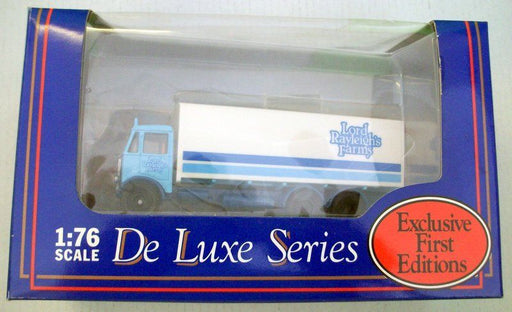 Lord
Rayleigh's
Farms
1:76
SCALE
De Luxe Series
Exclusive
First
Editions